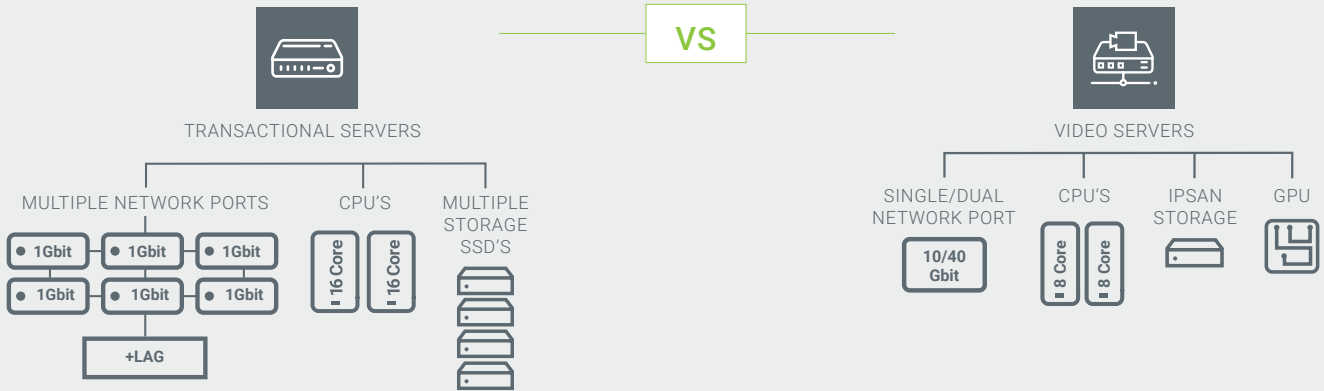 VS
TRANSACTIONAL SERVERS
MULTIPLE NETWORK PORTS
1Gbit
1Gbit
1Gbit
1Gbit
1Gbit
1Gbit
+LAG
CPU'S
16 Core
16 Core
MULTIPLE
STORAGE
SSD'S
VIDEO SERVERS
SINGLE/DUAL
NETWORK PORT
10/40
Gbit
CPU'S
8 Core
8 Core
IPSAN
STORAGE
GPU